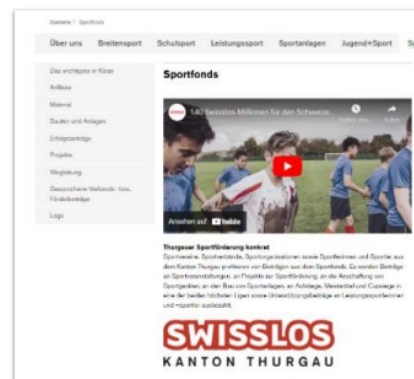 Startseite > Sportfonds
Über uns Breitensport Schulsport Leistungssport Sportanlagen Jugend+Sport
Das wichtigste in Kürze
Anlässe
Material
Bauten und Anlagen
Erfolgsbeiträge
Projekte
Wegleitung
Gesprochene Verbands- bzw.
Förderbeiträge
Logo
Sportfonds
140 Swisslos-Millionen für den Schweize...
Ansehen auf YouTube
Thurgauer Sportförderung konkret
Sportvereine, Sportverbände, Sportorganisationen sowie Sportlerinnen und Sportler aus
dem Kanton Thurgau profitieren von Beiträgen aus dem Sportfonds. Es werden Beiträge
an Sportveranstaltungen, an Projekte zur Sportförderung, an die Anschaffung von
Sportgeräten, an den Bau von Sportanlagen, an Aufstiege, Meistertitel und Cupsiege in
eine der beiden höchsten Ligen sowie Unterstützungsbeiträge an Leistungssportlerinnen
und -sportler ausbezahlt.
SWISSLOS
KANTON THURGAU